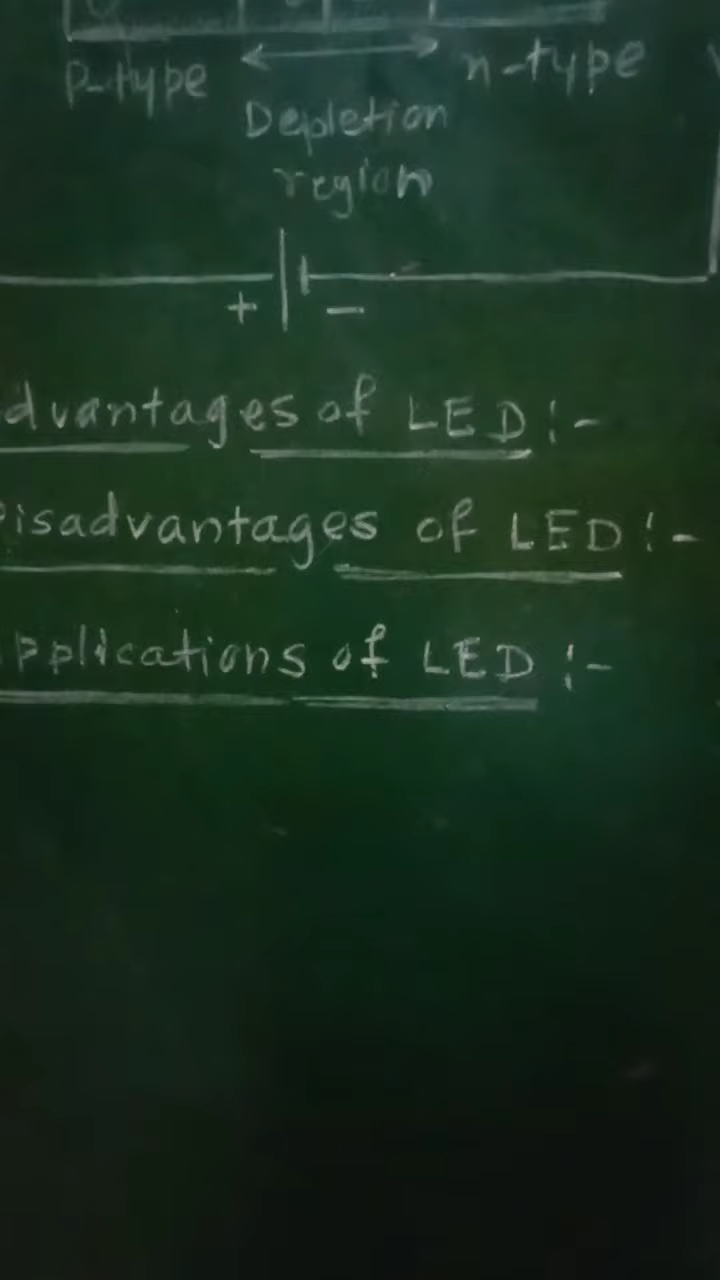 P-type n-type
Depletion
region
+ -
dvantages of LED :-
isadvantages of LED :-
pplications of LED :-